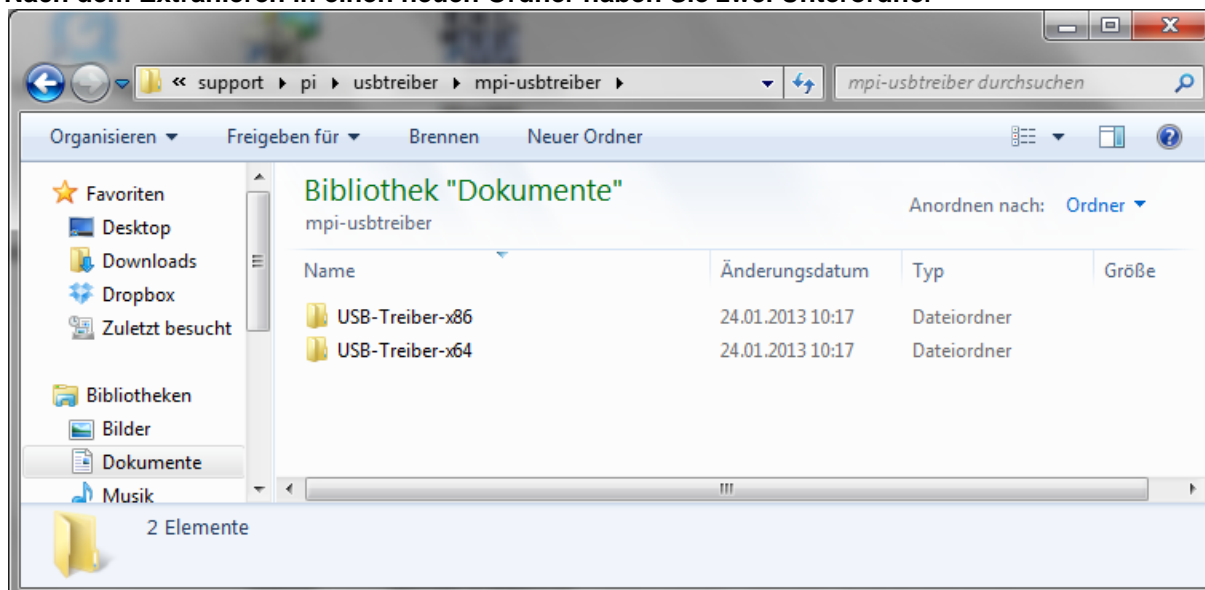 Nach dem Extrahieren in einen neuen Ordner haben Sie zwei Unterordner
« support ▸ pi ▸ usbtreiber ▸ mpi-usbtreiber ▸
mpi-usbtreiber durchsuchen
Organisieren Freigeben für Brennen Neuer Ordner
Favoriten
Desktop
Downloads
Dropbox
Zuletzt besucht
Bibliotheken
Bilder
Dokumente
Musik
Bibliothek "Dokumente"
mpi-usbtreiber
Anordnen nach: Ordner
Name Änderungsdatum Typ Größe
USB-Treiber-x86 24.01.2013 10:17 Dateiordner
USB-Treiber-x64 24.01.2013 10:17 Dateiordner
2 Elemente